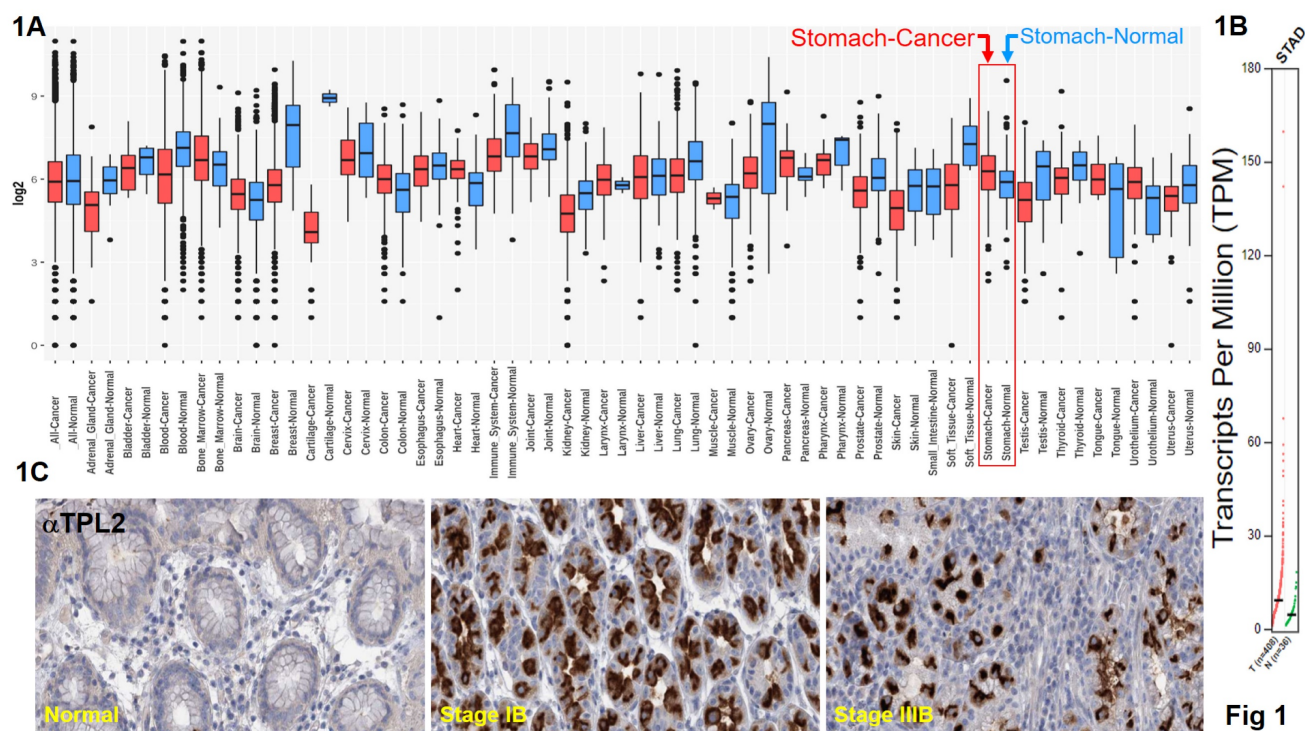 1A
Stomach-Cancer
Stomach-Normal
log2
9
6
3
0
_All-Cancer
_All-Normal
Adrenal_Gland-Cancer
Adrenal_Gland-Normal
Bladder-Cancer
Bladder-Normal
Blood-Cancer
Blood-Normal
Bone_Marrow-Cancer
Bone_Marrow-Normal
Brain-Cancer
Brain-Normal
Breast-Cancer
Breast-Normal
Cartilage-Cancer
Cartilage-Normal
Cervix-Cancer
Cervix-Normal
Colon-Cancer
Colon-Normal
Esophagus-Cancer
Esophagus-Normal
Heart-Cancer
Heart-Normal
Immune_System-Cancer
Immune_System-Normal
Joint-Cancer
Joint-Normal
Kidney-Cancer
Kidney-Normal
Larynx-Cancer
Larynx-Normal
Liver-Cancer
Liver-Normal
Lung-Cancer
Lung-Normal
Muscle-Cancer
Muscle-Normal
Ovary-Cancer
Ovary-Normal
Pancreas-Cancer
Pancreas-Normal
Pharynx-Cancer
Pharynx-Normal
Prostate-Cancer
Prostate-Normal
Skin-Cancer
Skin-Normal
Small_Intestine-Normal
Soft_Tissue-Cancer
Soft_Tissue-Normal
Stomach-Cancer
Stomach-Normal
Testis-Cancer
Testis-Normal
Thyroid-Cancer
Thyroid-Normal
Tongue-Cancer
Tongue-Normal
Urothelium-Cancer
Urothelium-Normal
Uterus-Cancer
Uterus-Normal
1B
STAD
Transcripts Per Million (TPM)
180
150
120
90
60
30
0
T (n=408)
N (n=36)
1C
αTPL2
Normal
Stage IB
Stage IIIB
Fig 1